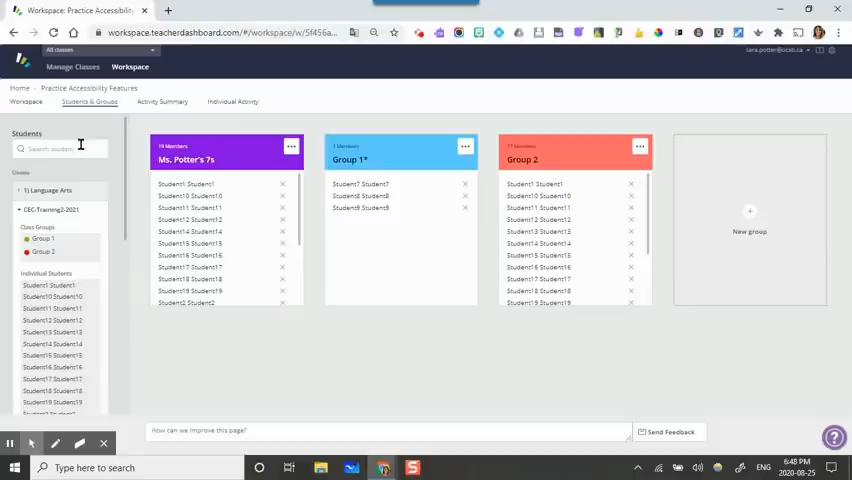 Workspace: Practice Accessibility
workspace.teacherdashboard.com/#/workspace/w/5f456a...
All classes
tara.potter@ocsb.ca
Manage Classes
Workspace
Home > Practice Accessibility Features
Workspace
Students & Groups
Activity Summary
Individual Activity
Students
Search students
Classes
1) Language Arts
CEC-Training2-2021
Class Groups
Group 1
Group 2
Individual Students
Student1 Student1
Student10 Student10
Student11 Student11
Student12 Student12
Student13 Student13
Student14 Student14
Student15 Student15
Student16 Student16
Student17 Student17
Student18 Student18
Student19 Student19
19 Members
Ms. Potter's 7s
Student1 Student1
Student10 Student10
Student11 Student11
Student12 Student12
Student14 Student14
Student15 Student15
Student16 Student16
Student17 Student17
Student18 Student18
Student19 Student19
Student2 Student2
Group 1*
Student7 Student7
Student8 Student8
Student9 Student9
17 Members
Group 2
Student1 Student1
Student10 Student10
Student11 Student11
Student12 Student12
Student13 Student13
Student14 Student14
Student15 Student15
Student16 Student16
Student17 Student17
Student18 Student18
Student19 Student19
New group
How can we improve this page?
Send Feedback
Type here to search
ENG
6:48 PM
2020-08-25